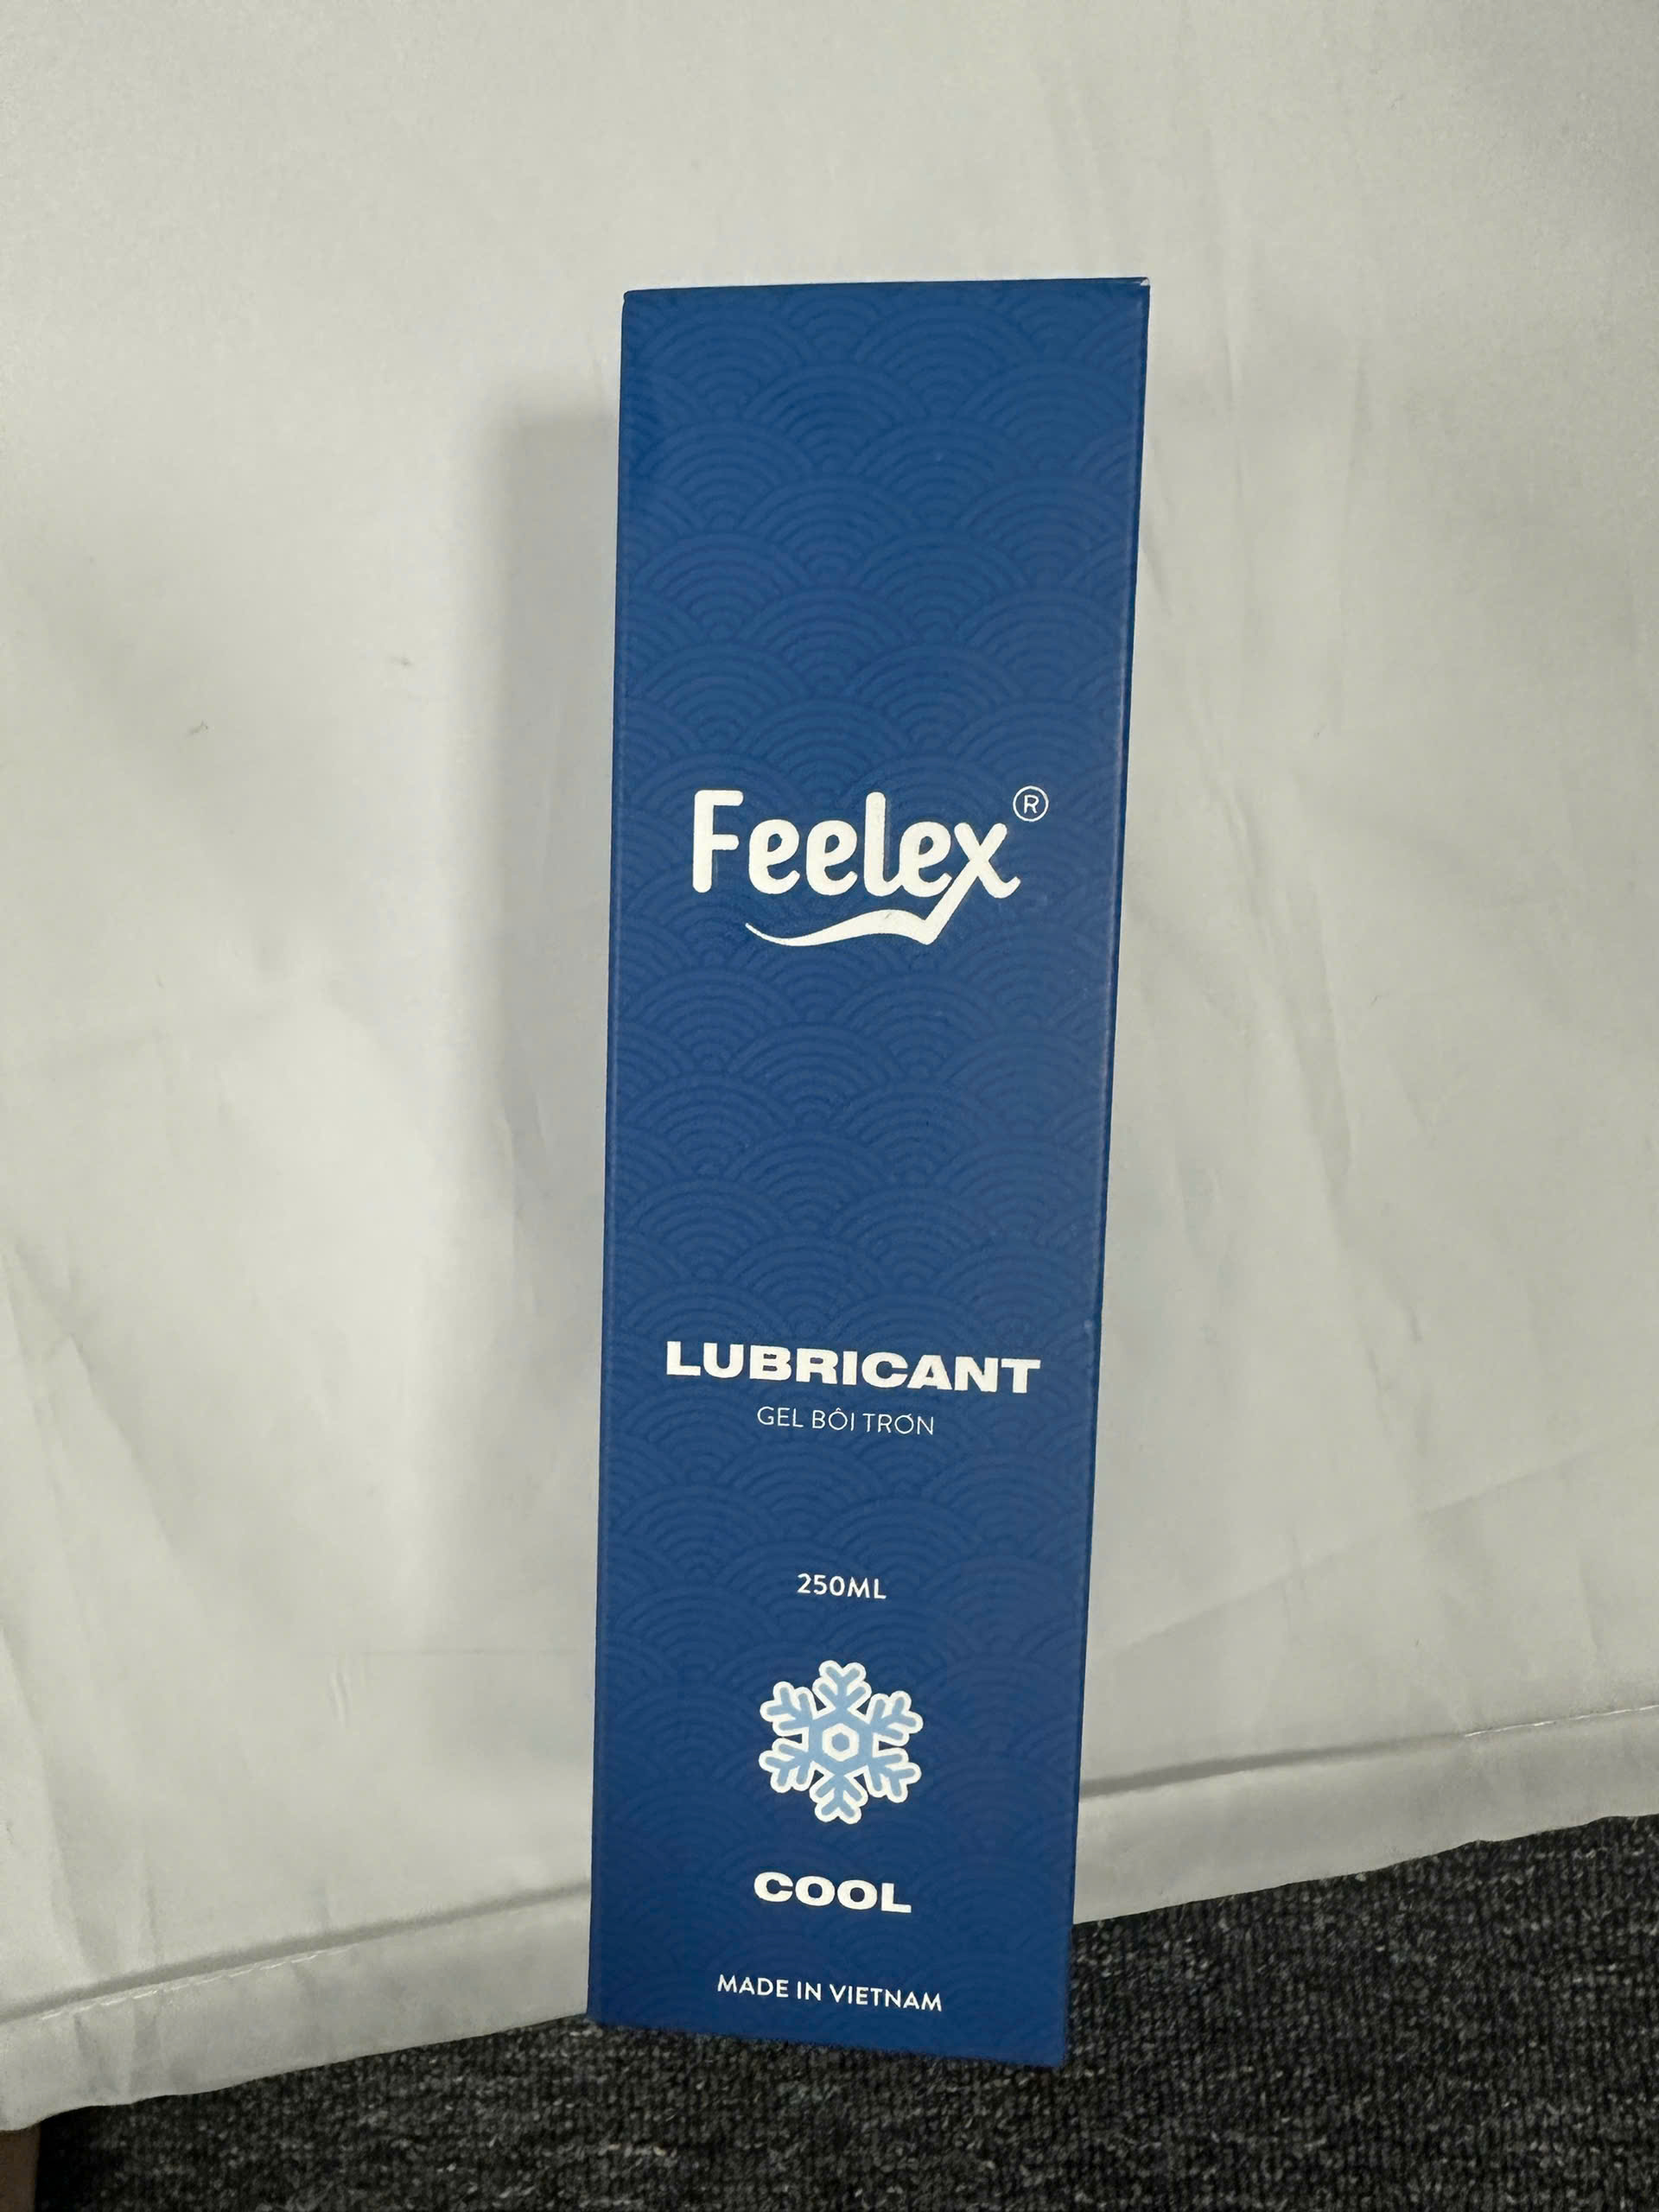 Feelex®
LUBRICANT
GEL BÔI TRƠN
250ML
COOL
MADE IN VIETNAM